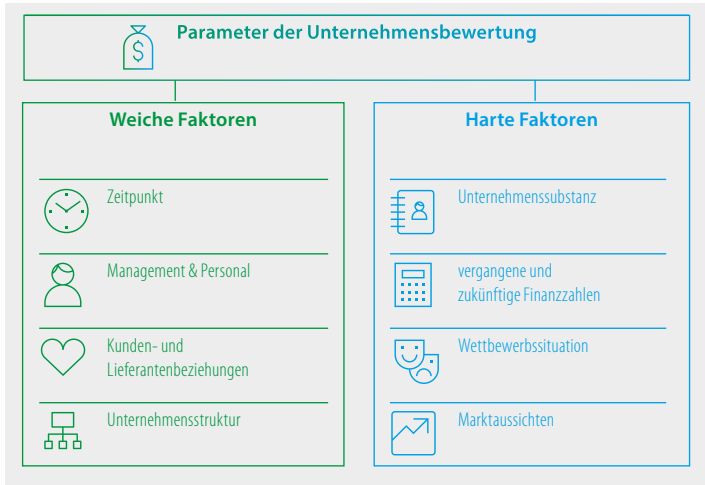 $
Parameter der Unternehmensbewertung
Weiche Faktoren
Zeitpunkt
Management & Personal
Kunden- und
Lieferantenbeziehungen
Unternehmensstruktur
Harte Faktoren
Unternehmenssubstanz
vergangene und
zukünftige Finanzzahlen
Wettbewerbssituation
Marktaussichten